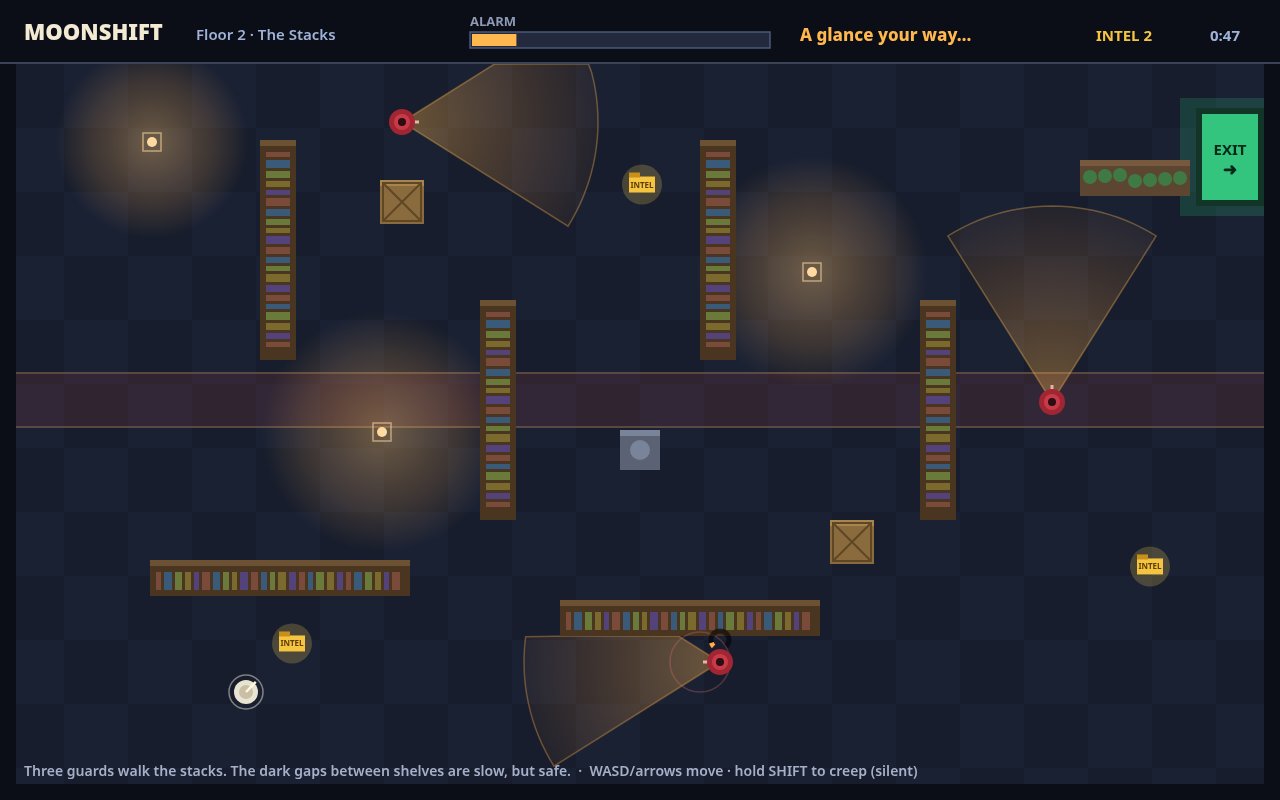 MOONSHIFT
Floor 2 · The Stacks
ALARM
A glance your way...
INTEL 2
0:47
EXIT
➜
INTEL
INTEL
INTEL
Three guards walk the stacks. The dark gaps between shelves are slow, but safe. · WASD/arrows move · hold SHIFT to creep (silent)